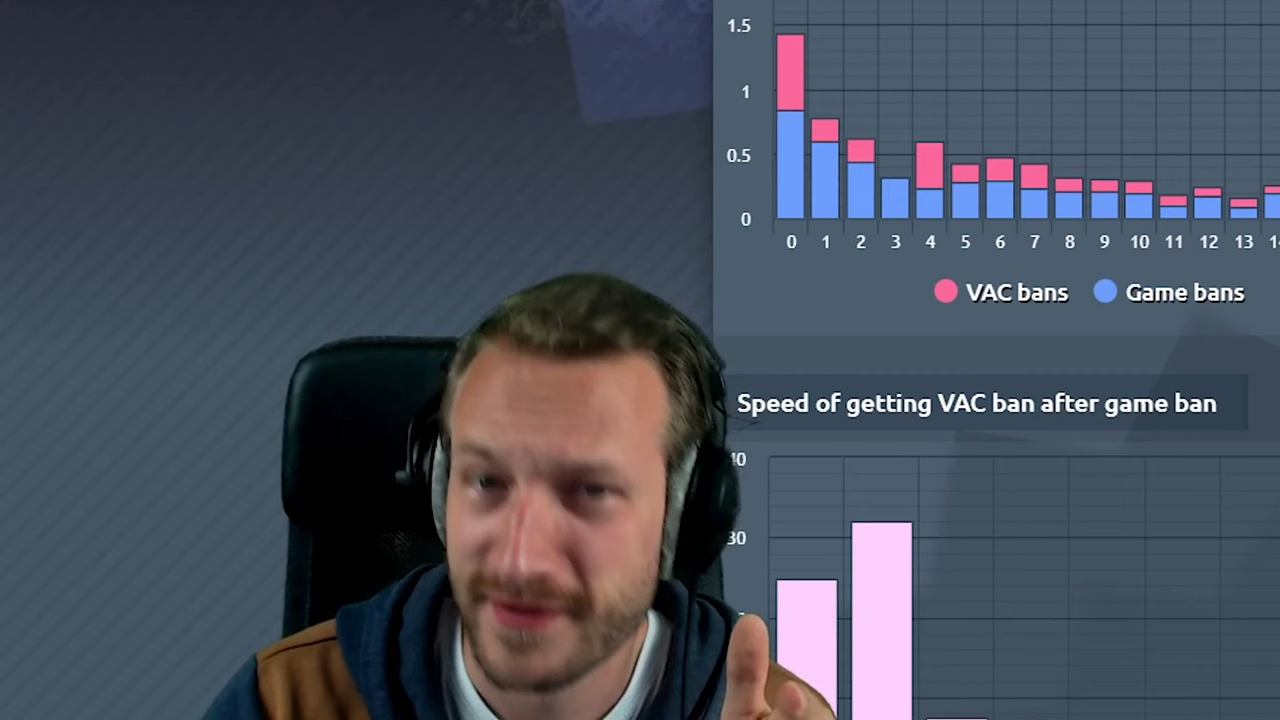 1.5
1
0.5
0
0 1 2 3 4 5 6 7 8 9 10 11 12 13
VAC bans Game bans
Speed of getting VAC ban after game ban
30